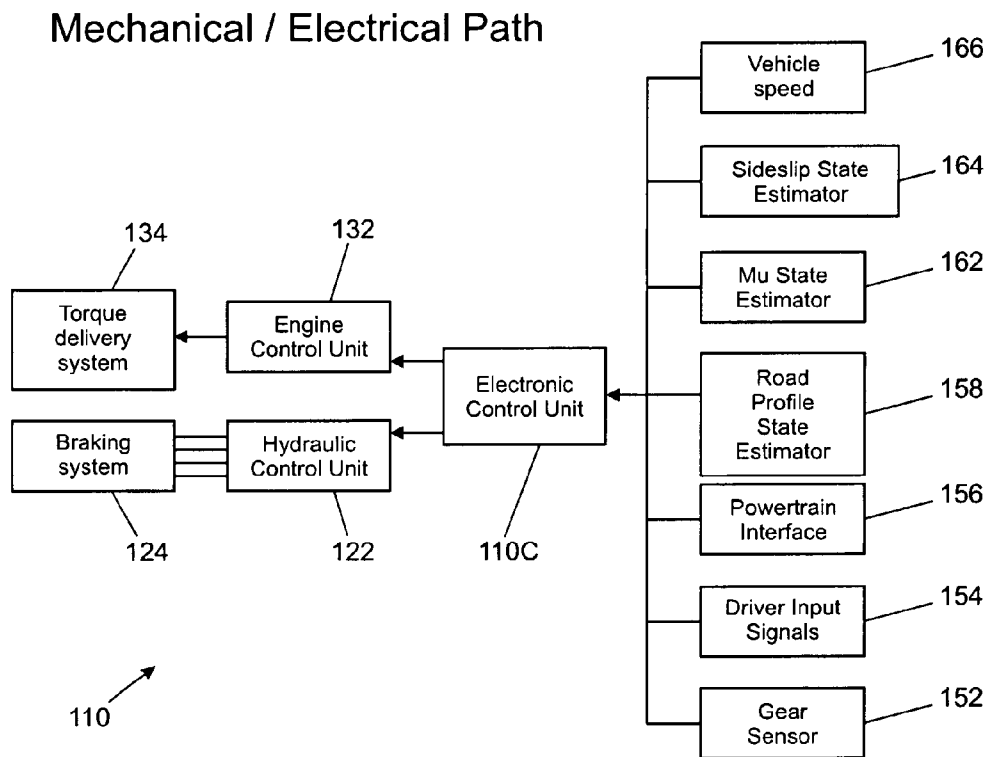 Mechanical / Electrical Path
Vehicle
speed
166
Sideslip State
Estimator
164
134
132
Mu State
Estimator
162
Torque
delivery
system
Engine
Control Unit
Electronic
Control Unit
Road
Profile
State
Estimator
158
Braking
system
Hydraulic
Control Unit
Powertrain
Interface
156
124
122
110C
Driver Input
Signals
154
110
Gear
Sensor
152